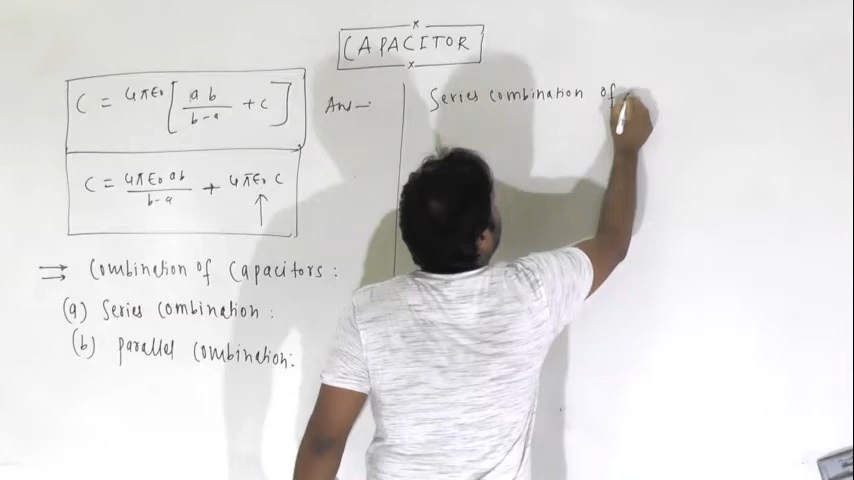 CAPACITOR
C = 4πε0 [ab/b-a + c] Ans—:
C = 4πε0 ab/b-a + 4πε0 C
⇒ Combination of Capacitors :
(a) Series combination :
(b) parallel combination:
Series combination of